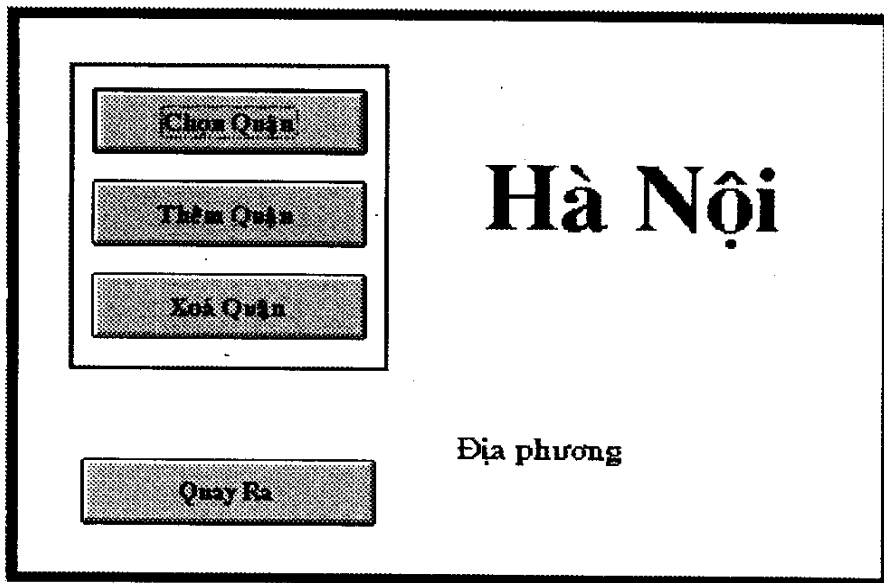 Chọn Quận
Thêm Quận
Xoá Quận
Quay Ra
Hà Nội
Địa phương